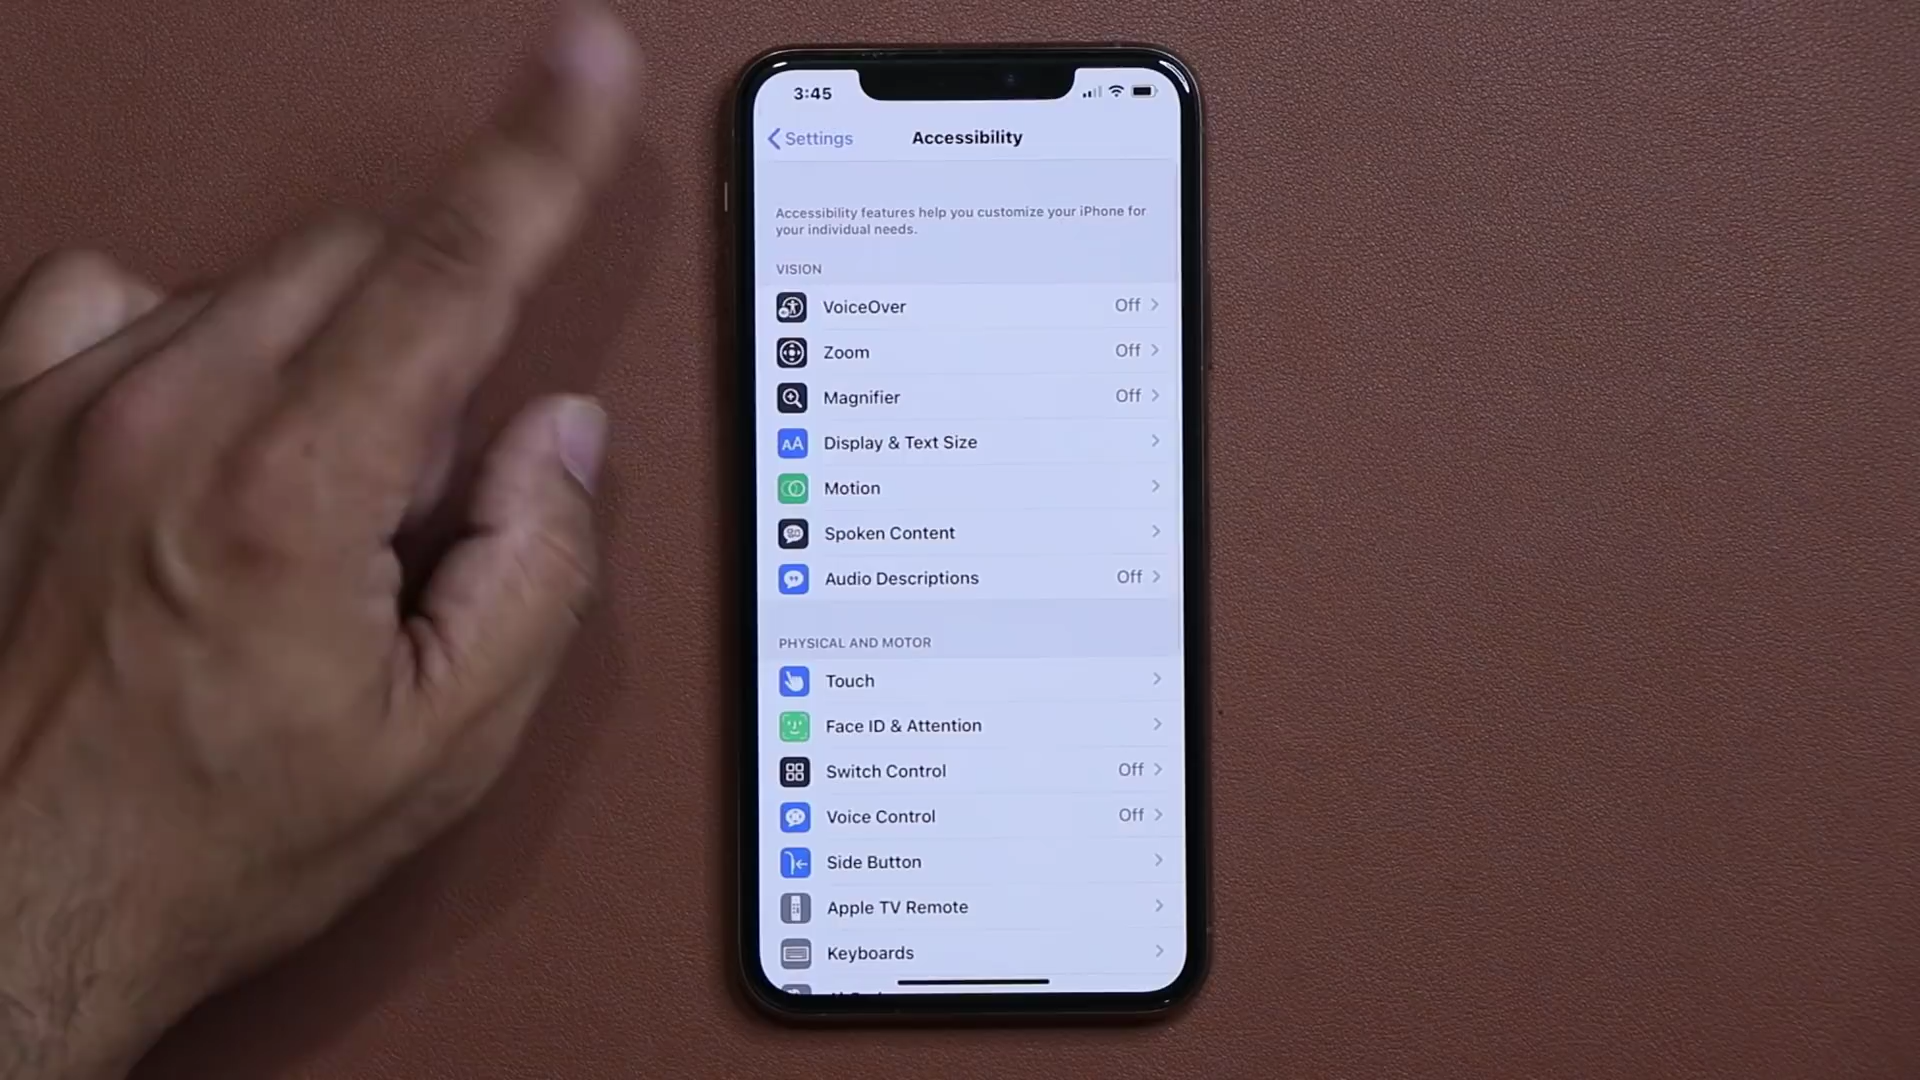 3:45
Settings
Accessibility
Accessibility features help you customize your iPhone for
your individual needs.
VISION
VoiceOver Off
Zoom Off
Magnifier Off
AA Display & Text Size
Motion
Spoken Content
Audio Descriptions Off
PHYSICAL AND MOTOR
Touch
Face ID & Attention
Switch Control Off
Voice Control Off
Side Button
Apple TV Remote
Keyboards